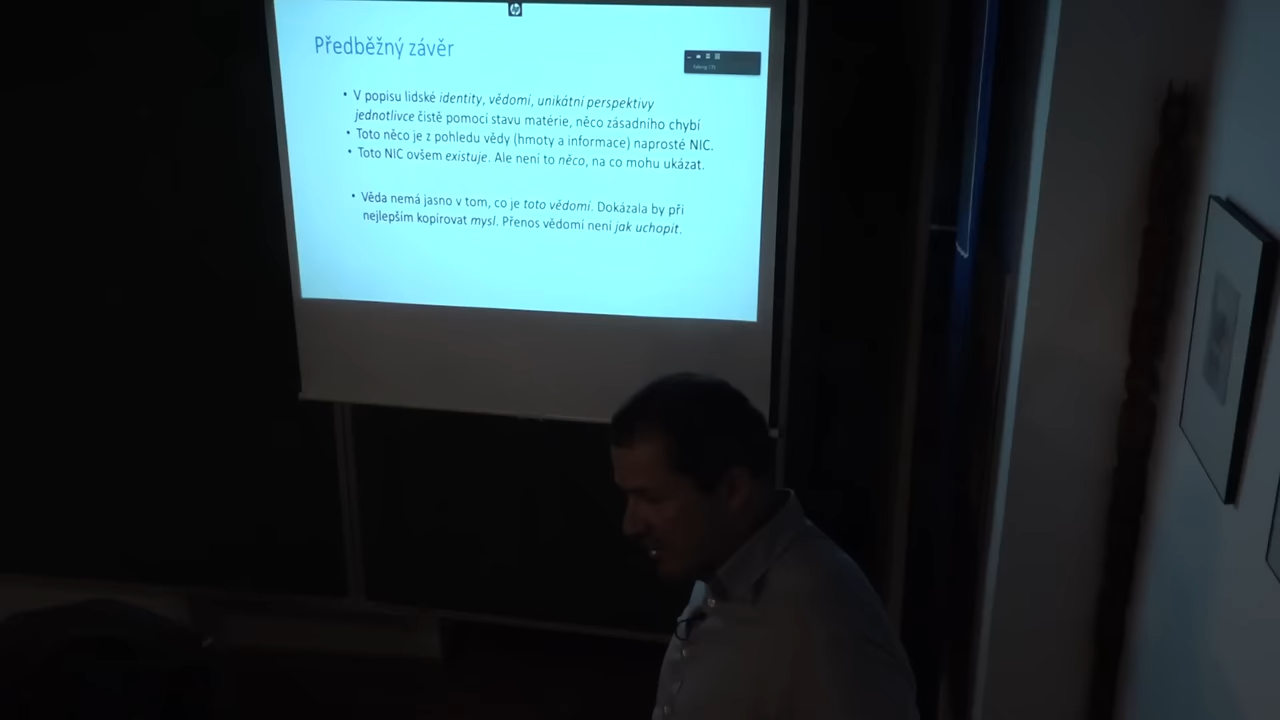 Předběžný závěr
• V popisu lidské identity, vědomí, unikátní perspektivy
jednotlivce čistě pomocí stavu matérie, něco zásadního chybí
• Toto něco je z pohledu vědy (hmoty a informace) naprosté NIC.
• Toto NIC ovšem existuje. Ale není to něco, na co mohu ukázat.
• Věda nemá jasno v tom, co je toto vědomí. Dokázala by při
nejlepším kopírovat mysl. Přenos vědomí není jak uchopit.
hp